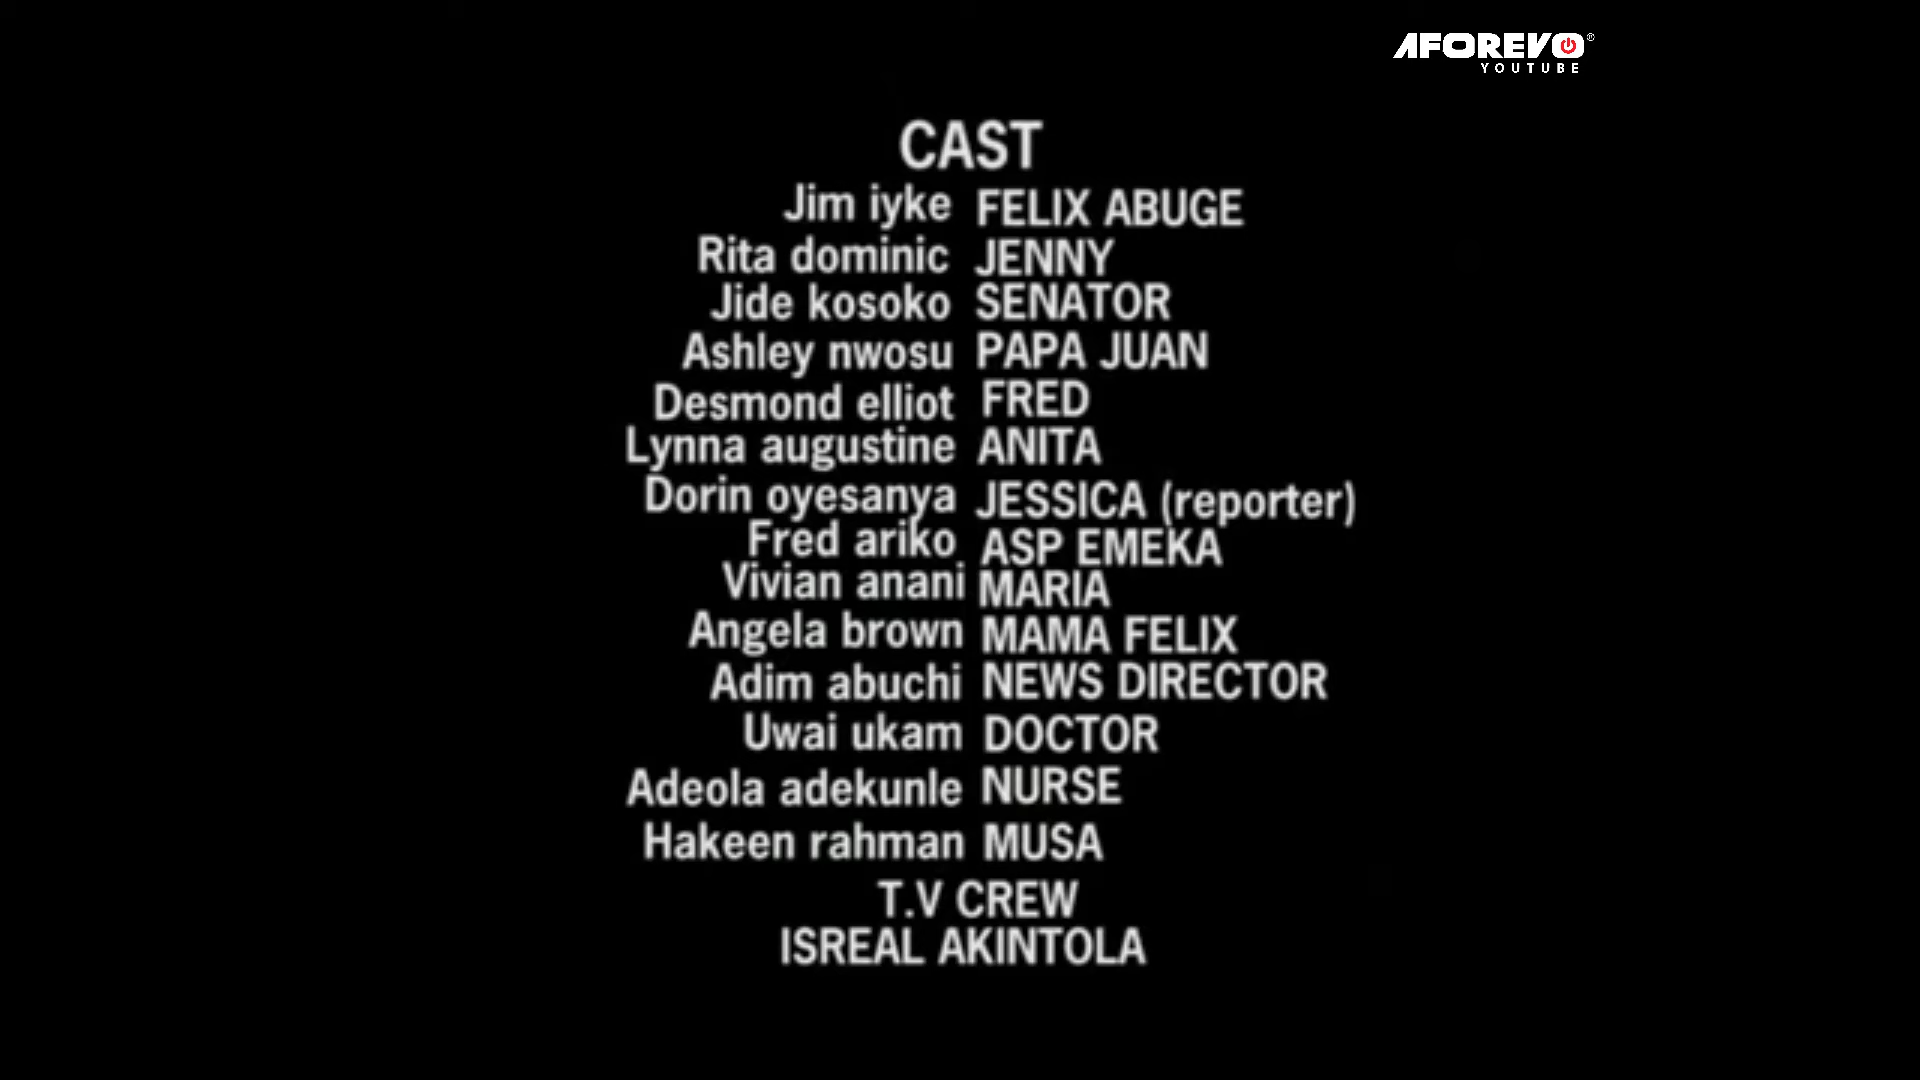 AFOREVO®
YOUTUBE
CAST
Jim iyke FELIX ABUGE
Rita dominic JENNY
Jide kosoko SENATOR
Ashley nwosu PAPA JUAN
Desmond elliot FRED
Lynna augustine ANITA
Dorin oyesanya JESSICA (reporter)
Fred ariko ASP EMEKA
Vivian anani MARIA
Angela brown MAMA FELIX
Adim abuchi NEWS DIRECTOR
Uwai ukam DOCTOR
Adeola adekunle NURSE
Hakeen rahman MUSA
T.V CREW
ISREAL AKINTOLA